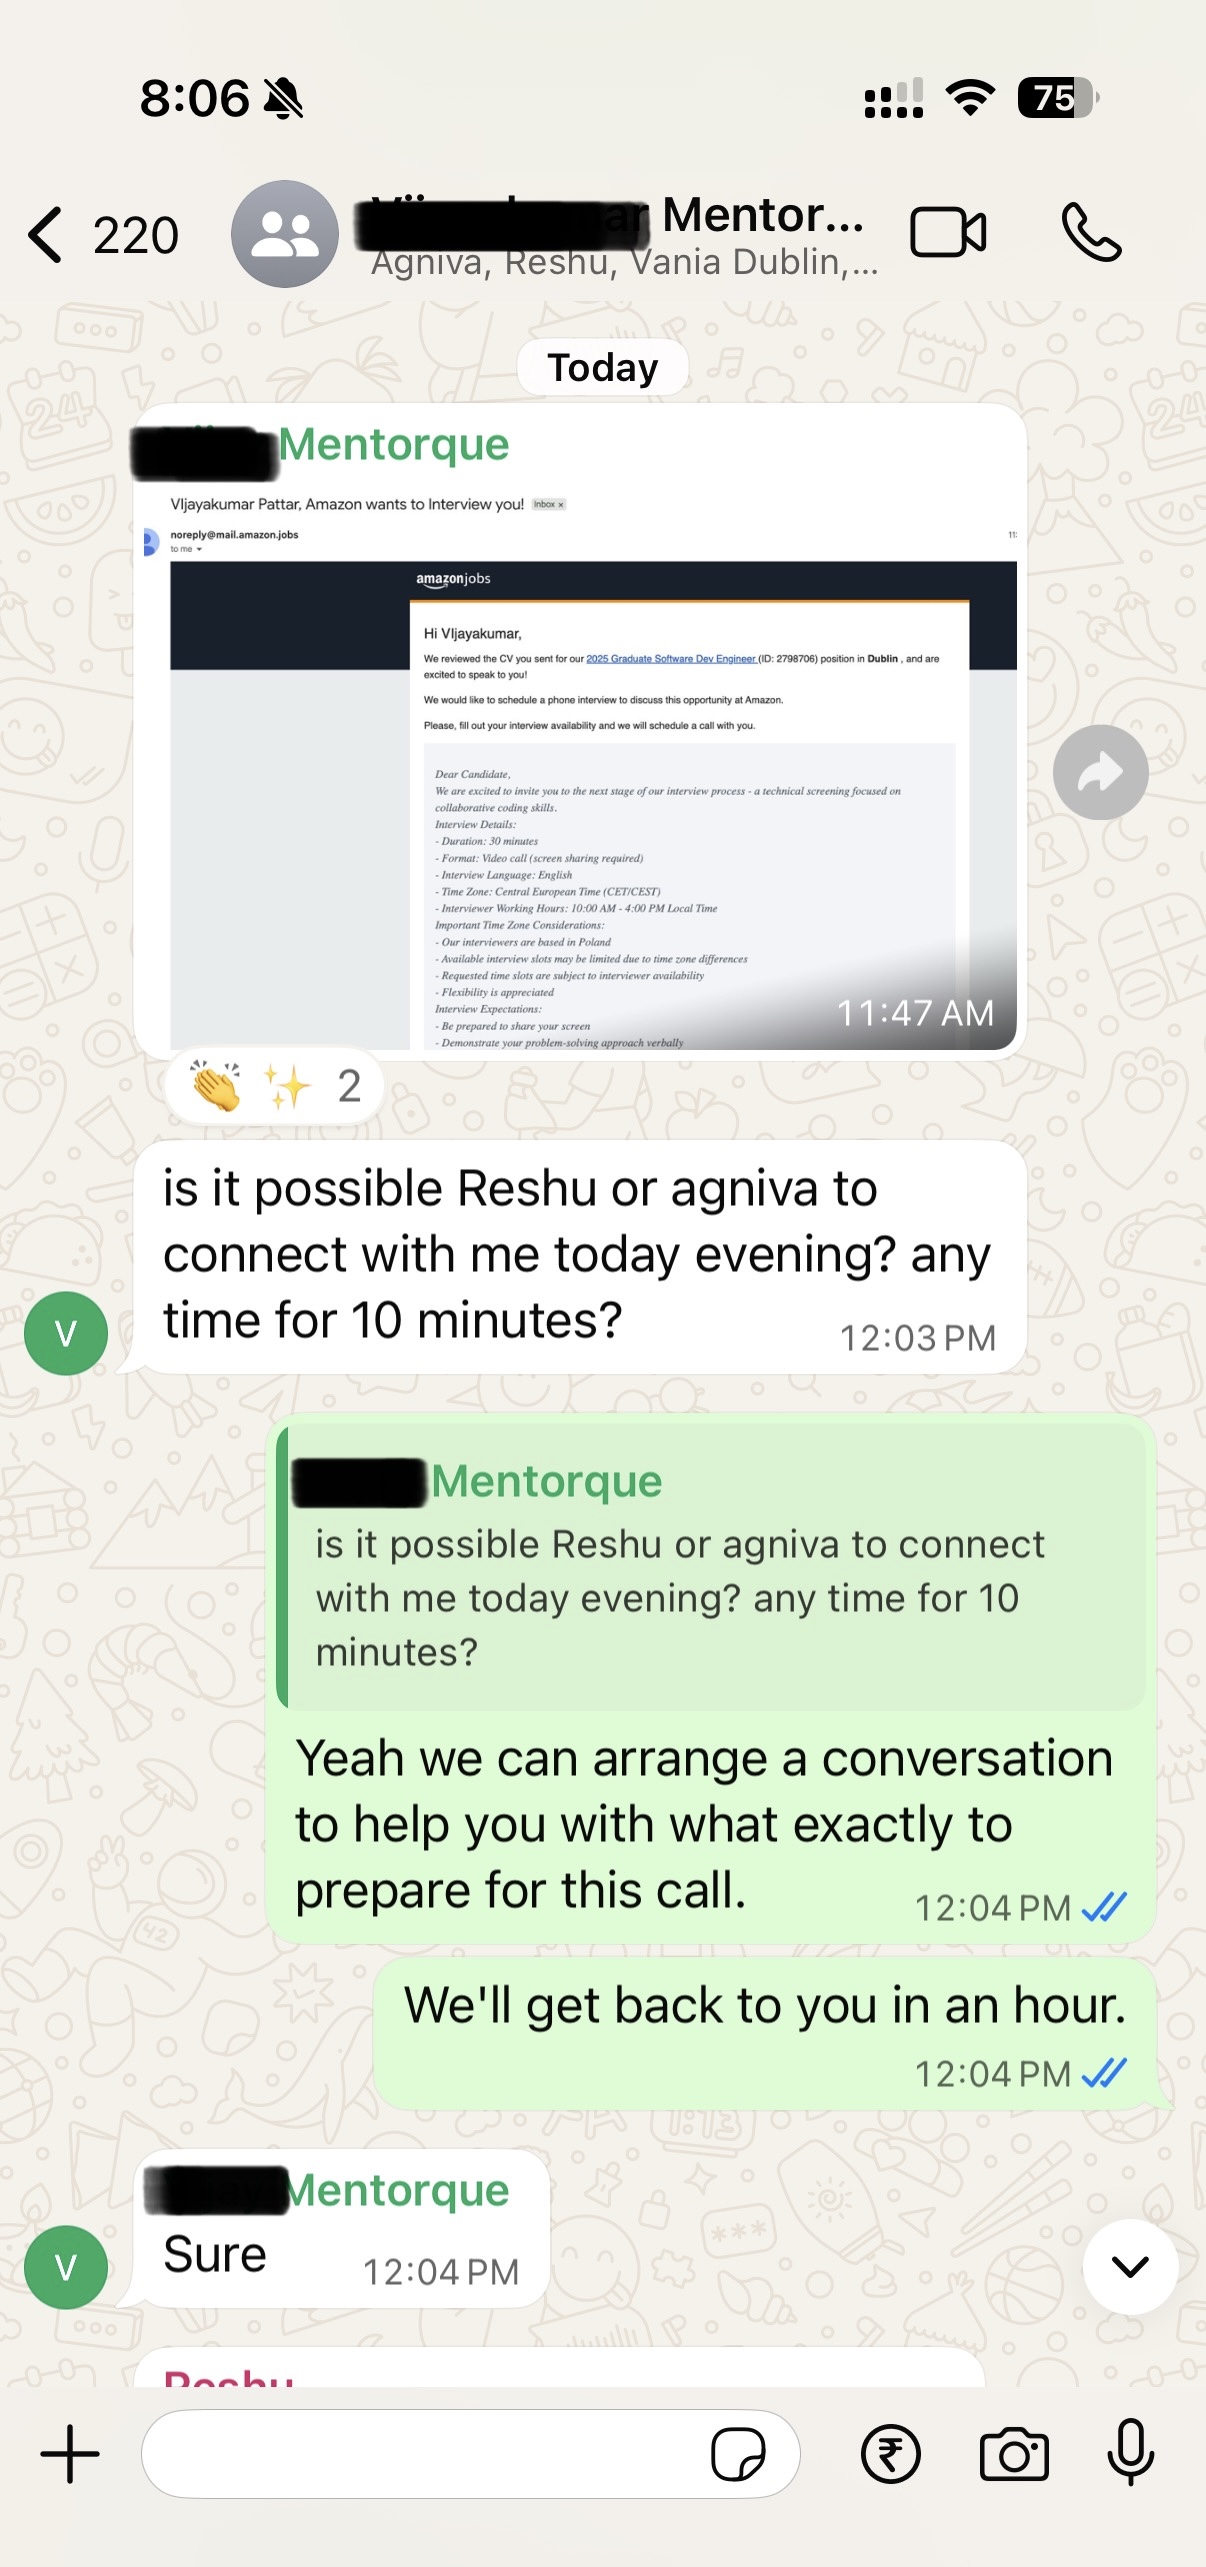 8:06
75
220
Mentor...
Agniva, Reshu, Vania Dublin,...
Today
Mentorque
VIjayakumar Pattar, Amazon wants to Interview you! Inbox x
noreply@mail.amazon.jobs
11:
to me
amazonjobs
Hi VIjayakumar,
We reviewed the CV you sent for our 2025 Graduate Software Dev Engineer (ID: 2798706) position in Dublin , and are
excited to speak to you!
We would like to schedule a phone interview to discuss this opportunity at Amazon.
Please, fill out your interview availability and we will schedule a call with you.
Dear Candidate,
We are excited to invite you to the next stage of our interview process - a technical screening focused on
collaborative coding skills.
Interview Details:
- Duration: 30 minutes
- Format: Video call (screen sharing required)
- Interview Language: English
- Time Zone: Central European Time (CET/CEST)
- Interviewer Working Hours: 10:00 AM - 4:00 PM Local Time
Important Time Zone Considerations:
- Our interviewers are based in Poland
- Available interview slots may be limited due to time zone differences
- Requested time slots are subject to interviewer availability
- Flexibility is appreciated
Interview Expectations:
- Be prepared to share your screen
- Demonstrate your problem-solving approach verbally
11:47 AM
2
is it possible Reshu or agniva to
connect with me today evening? any
time for 10 minutes?
12:03 PM
V
Mentorque
is it possible Reshu or agniva to connect
with me today evening? any time for 10
minutes?
Yeah we can arrange a conversation
to help you with what exactly to
prepare for this call.
12:04 PM
We'll get back to you in an hour.
12:04 PM
Mentorque
Sure
12:04 PM
V
Reshu